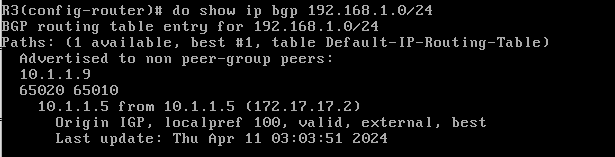 R3(config-router)# do show ip bgp 192.168.1.0/24
BGP routing table entry for 192.168.1.0/24
Paths: (1 available, best #1, table Default-IP-Routing-Table)
Advertised to non peer-group peers:
10.1.1.9
65020 65010
10.1.1.5 from 10.1.1.5 (172.17.17.2)
Origin IGP, localpref 100, valid, external, best
Last update: Thu Apr 11 03:03:51 2024